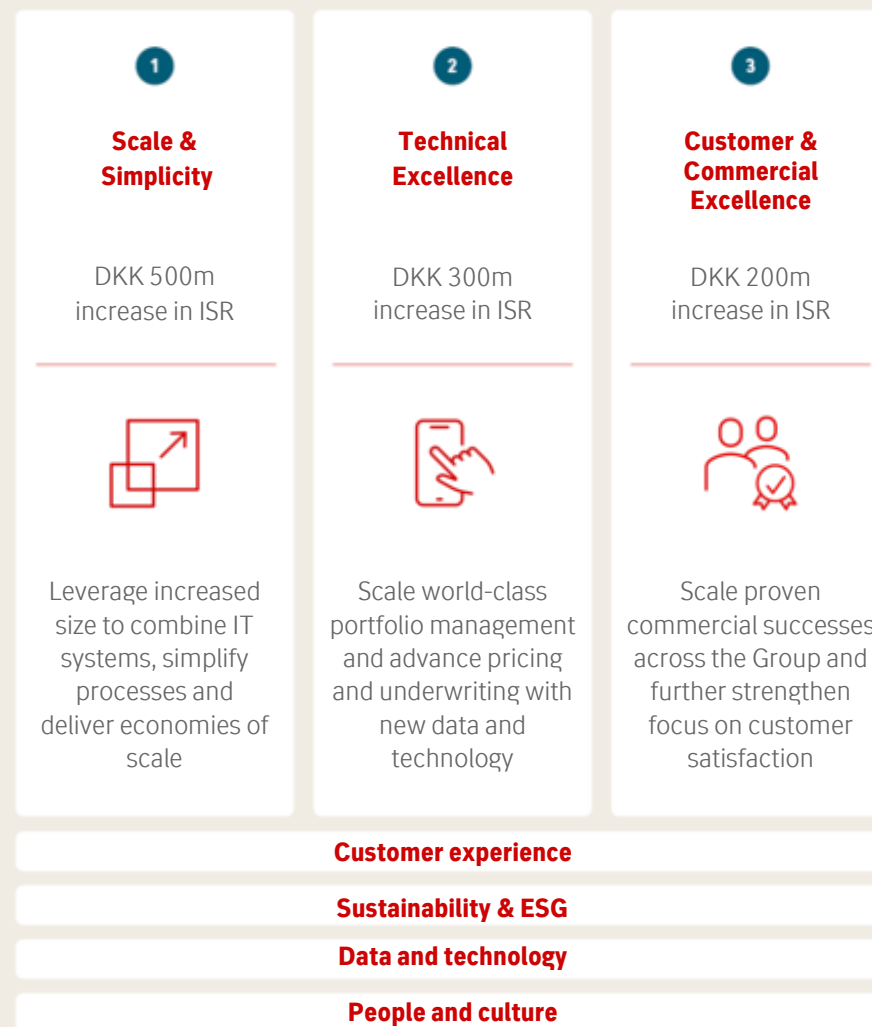 1
Scale &
Simplicity
DKK 500m
increase in ISR
Leverage increased
size to combine IT
systems, simplify
processes and
deliver economies of
scale
2
Technical
Excellence
DKK 300m
increase in ISR
Scale world-class
portfolio management
and advance pricing
and underwriting with
new data and
technology
3
Customer &
Commercial
Excellence
DKK 200m
increase in ISR
Scale proven
commercial successes
across the Group and
further strengthen
focus on customer
satisfaction
Customer experience
Sustainability & ESG
Data and technology
People and culture